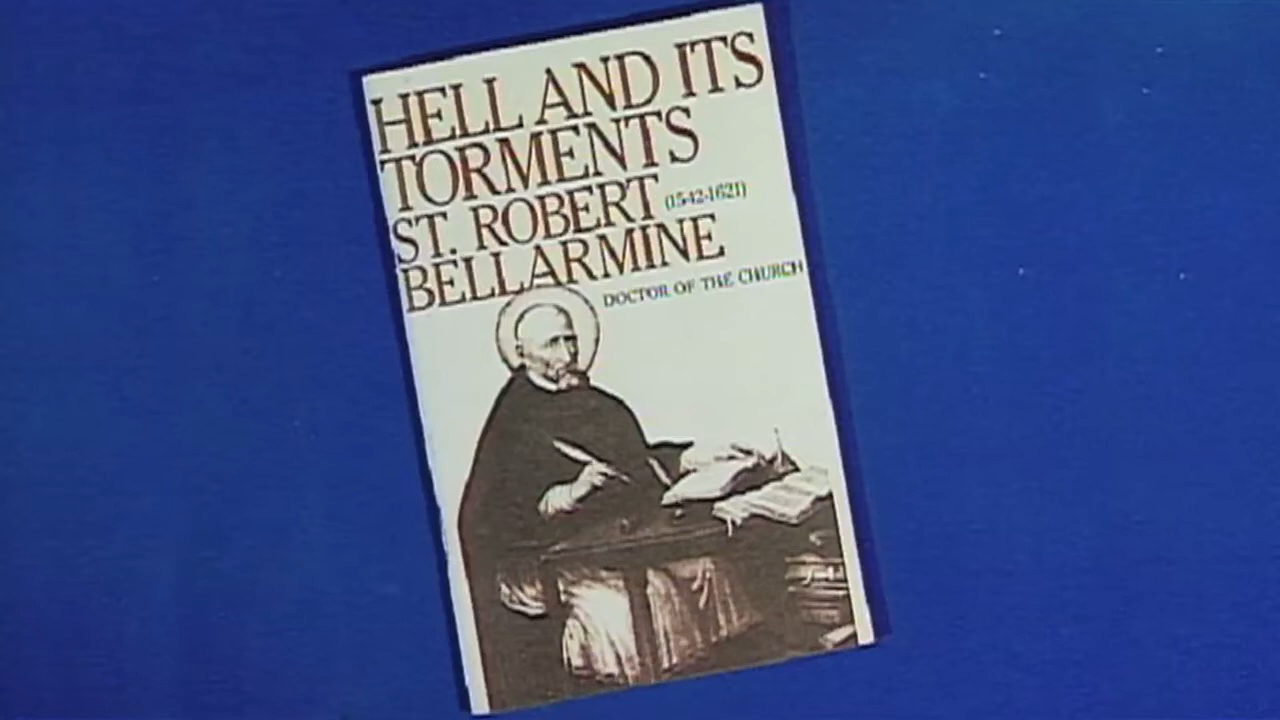 HELL AND ITS
TORMENTS
ST. ROBERT (1542-1621)
BELLARMINE
DOCTOR OF THE CHURCH